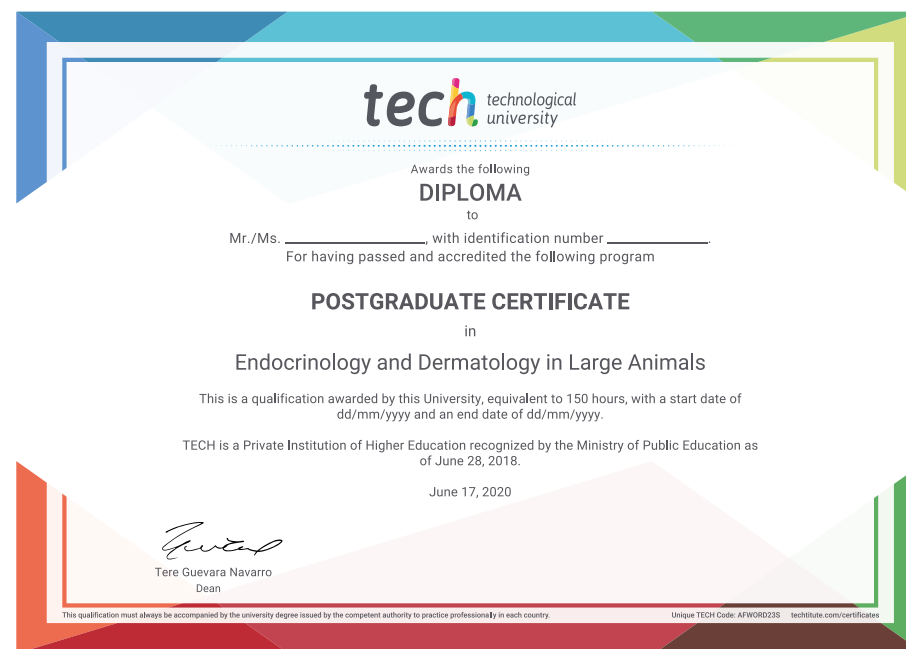 tech technological
university
Awards the following
DIPLOMA
to
Mr./Ms. ____________________, with identification number ______________.
For having passed and accredited the following program
POSTGRADUATE CERTIFICATE
in
Endocrinology and Dermatology in Large Animals
This is a qualification awarded by this University, equivalent to 150 hours, with a start date of
dd/mm/yyyy and an end date of dd/mm/yyyy.
TECH is a Private Institution of Higher Education recognized by the Ministry of Public Education as
of June 28, 2018.
June 17, 2020
Tere Guevara Navarro
Dean
This qualification must always be accompanied by the university degree issued by the competent authority to practice professionally in each country. Unique TECH Code: AFWORD23S techtitute.com/certificates